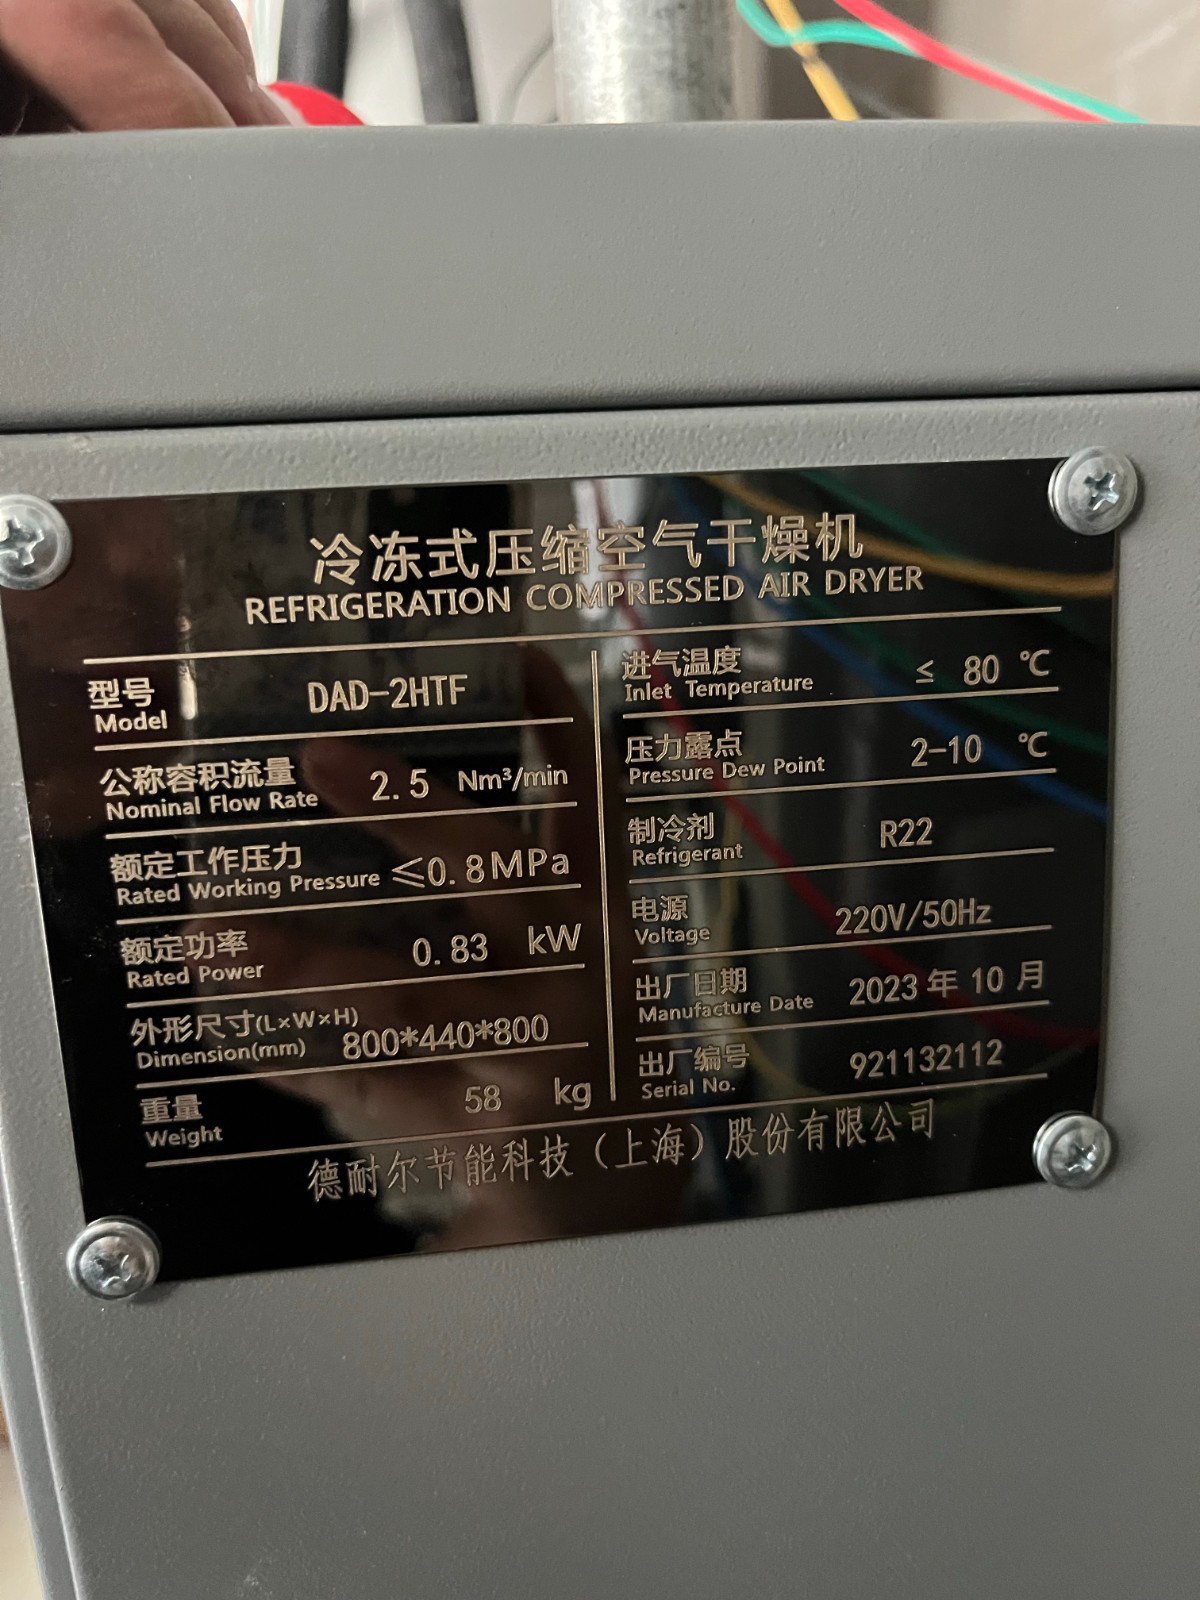 冷冻式压缩空气干燥机
REFRIGERATION COMPRESSED AIR DRYER
型号 DAD-2HTF
Model
公称容积流量 2.5 Nm³/min
Nominal Flow Rate
额定工作压力 ≤0.8MPa
Rated Working Pressure
额定功率 0.83 kW
Rated Power
外形尺寸(L×W×H)
Dimension(mm) 800*440*800
重量 58 kg
Weight
进气温度 ≤ 80 ℃
Inlet Temperature
压力露点 2-10 ℃
Pressure Dew Point
制冷剂 R22
Refrigerant
电源 220V/50Hz
Voltage
出厂日期 2023年10月
Manufacture Date
出厂编号 921132112
Serial No.
德耐尔节能科技（上海）股份有限公司